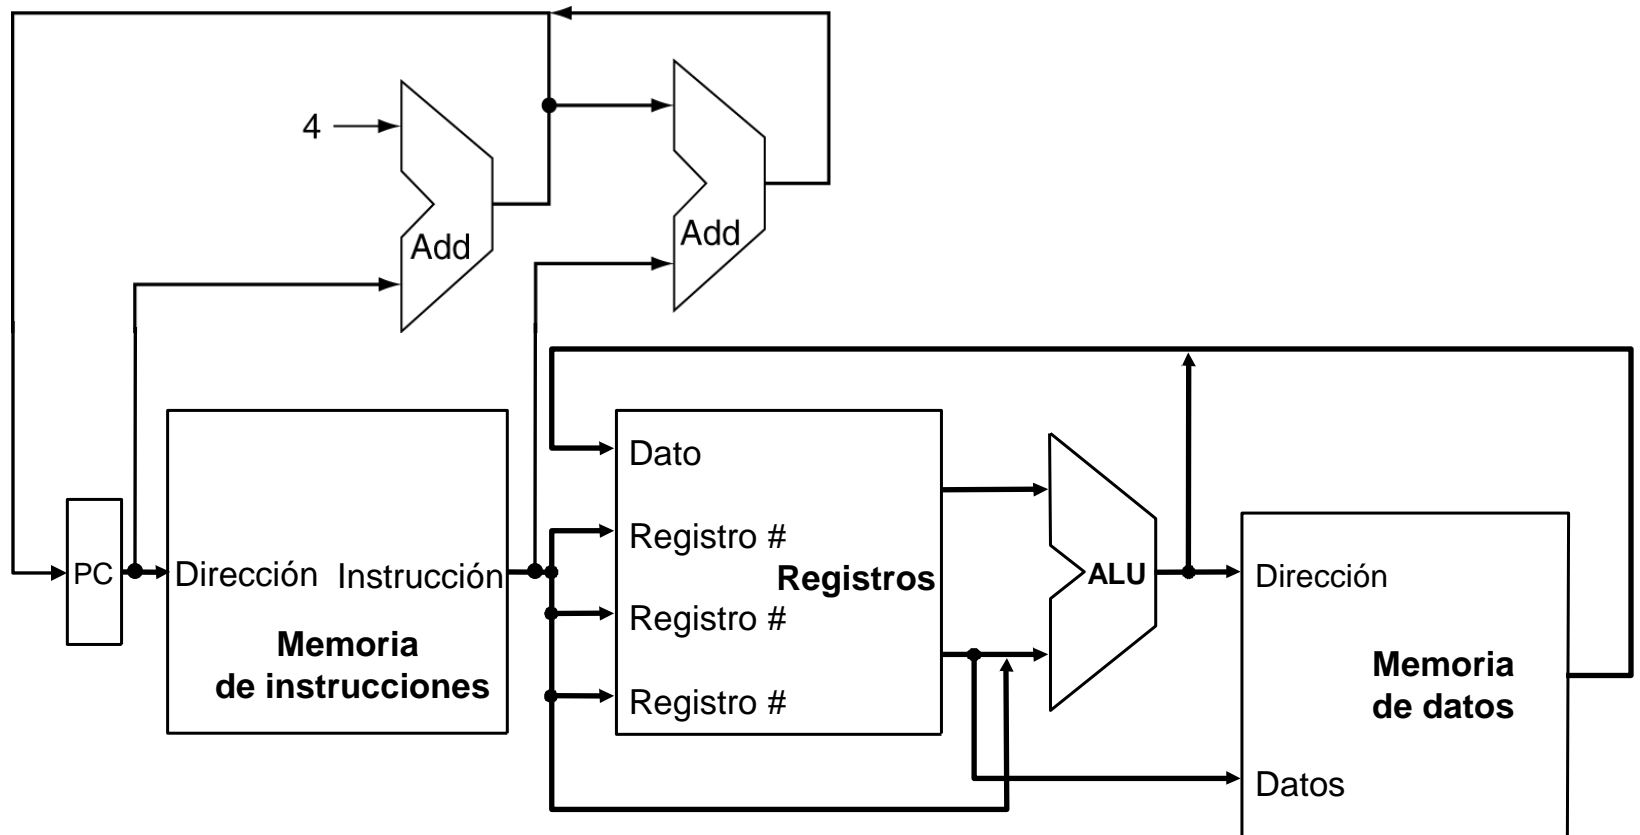 4
Add
Add
Dato
Registro #
PC
Dirección
Instrucción
Registros
ALU
Dirección
Registro #
Memoria
de instrucciones
Memoria
de datos
Registro #
Datos